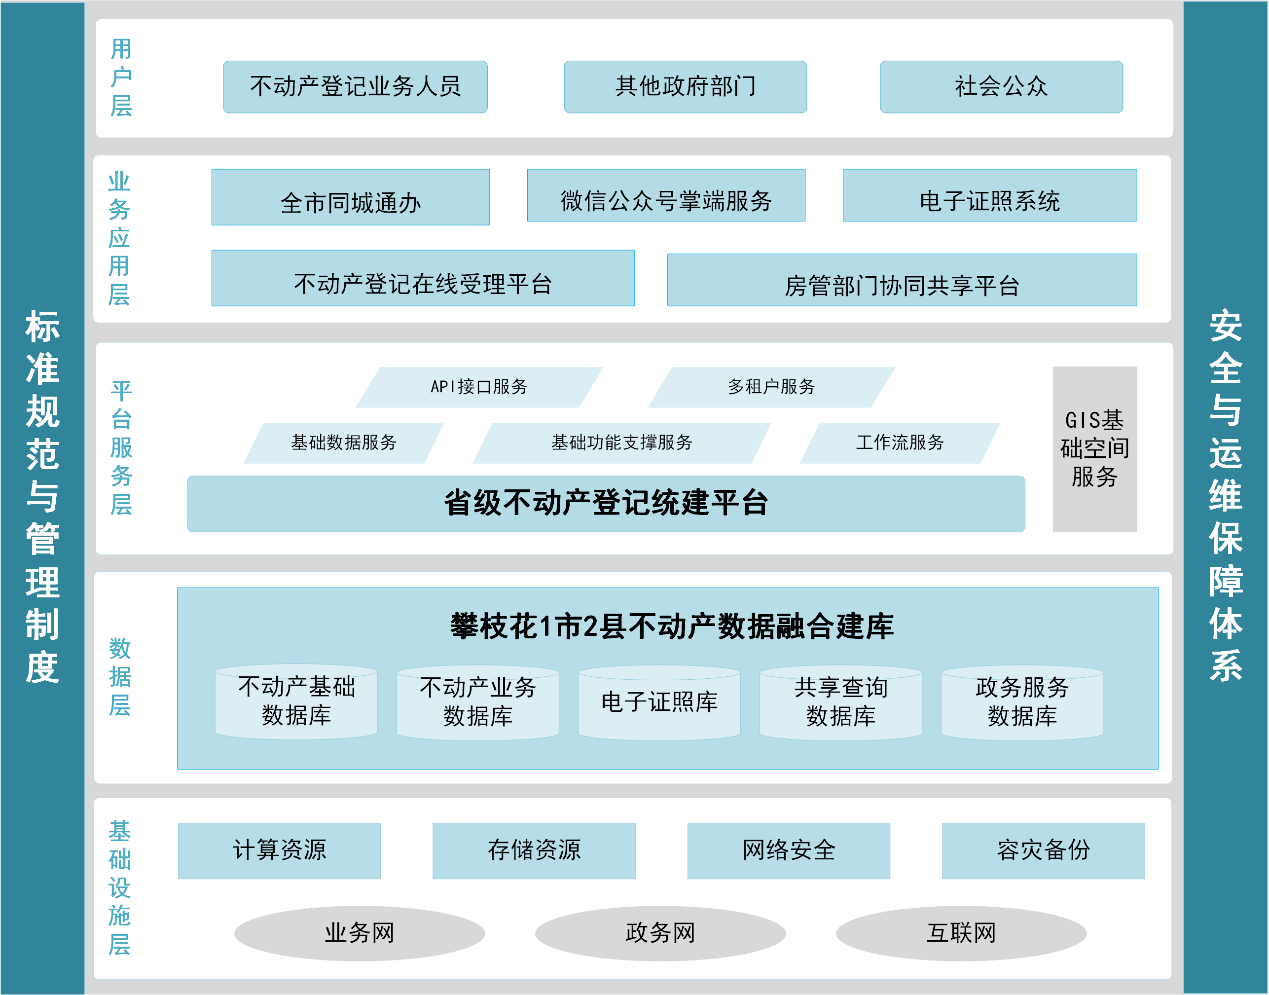 标准规范与管理制度
用户层
不动产登记业务人员
其他政府部门
社会公众
业务应用层
全市同城通办
微信公众号掌端服务
电子证照系统
不动产登记在线受理平台
房管部门协同共享平台
平台服务层
API接口服务
多租户服务
基础数据服务
基础功能支撑服务
工作流服务
省级不动产登记统建平台
GIS基
础空间
服务
数据层
攀枝花1市2县不动产数据融合建库
不动产基础
数据库
不动产业务
数据库
电子证照库
共享查询
数据库
政务服务
数据库
基础设施层
计算资源
存储资源
网络安全
容灾备份
业务网
政务网
互联网
安全与运维保障体系